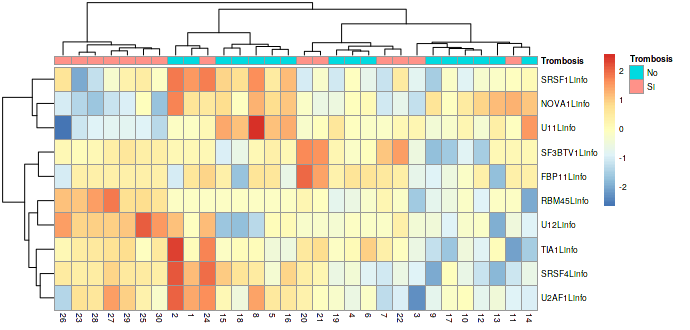 Trombosis
Trombosis
No
SI
2
1
0
-1
-2
SRSF1Linfo
NOVA1Linfo
U11Linfo
SF3BTV1Linfo
FBP11Linfo
RBM45Linfo
U12Linfo
TIA1Linfo
SRSF4Linfo
U2AF1Linfo
26 23 28 27 29 25 30 2 1 24 15 18 8 5 16 20 21 19 4 6 7 22 3 9 17 10 12 13 11 14